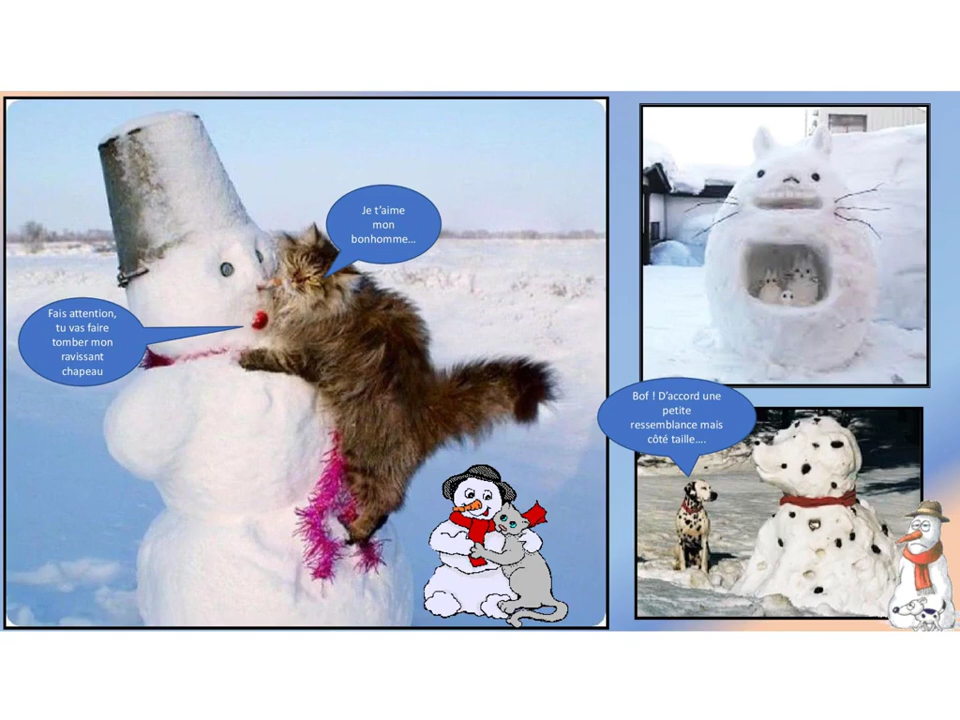 Je t’aime
mon
bonhomme…
Fais attention,
tu vas faire
tomber mon
ravissant
chapeau
Bof ! D’accord une
petite
ressemblance mais
côté taille….